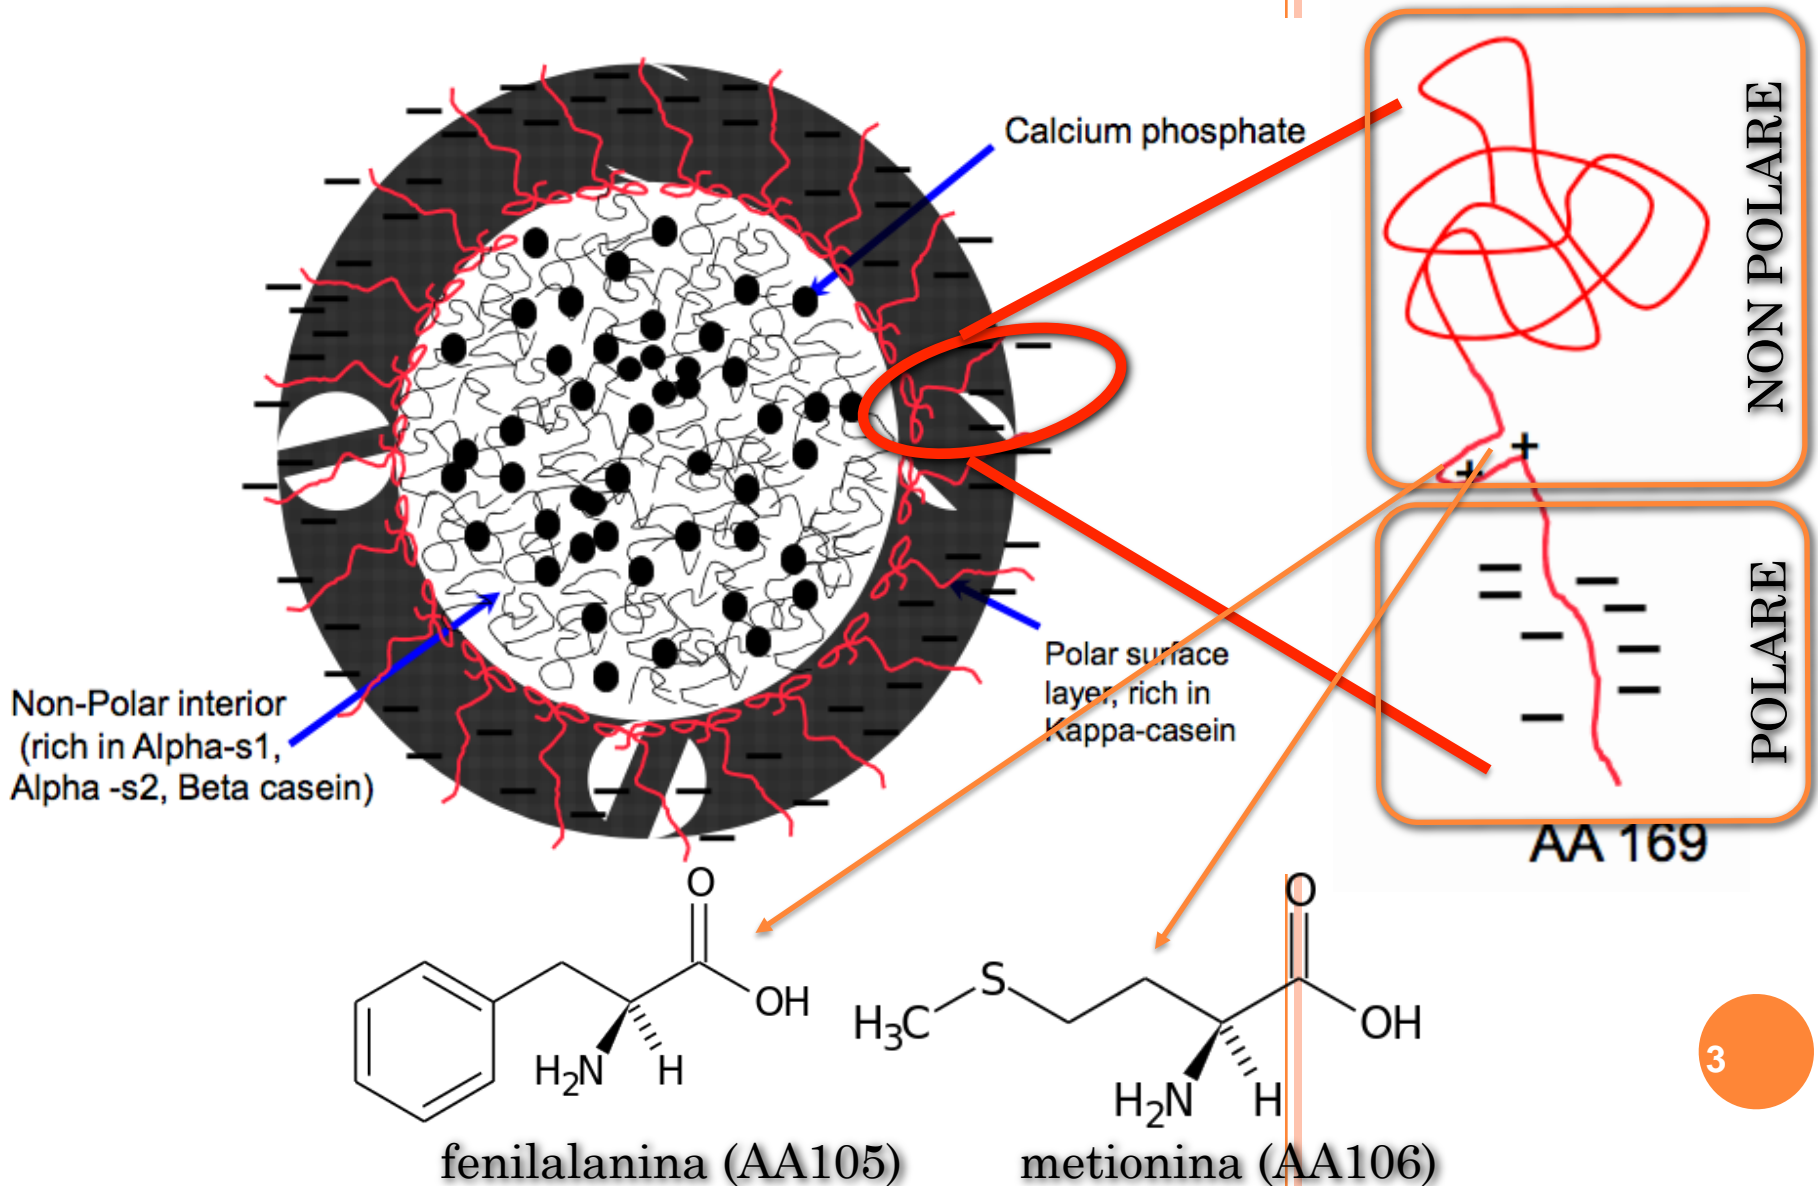 Calcium phosphate
NON POLARE
+
+
Non-Polar interior
(rich in Alpha-s1,
Alpha -s2, Beta casein)
Polar surface
layer, rich in
Kappa-casein
POLARE
AA 169
O
OH
H₂N
H
fenilalanina (AA105)
O
S
H₃C
OH
H₂N
H
metionina (AA106)
3